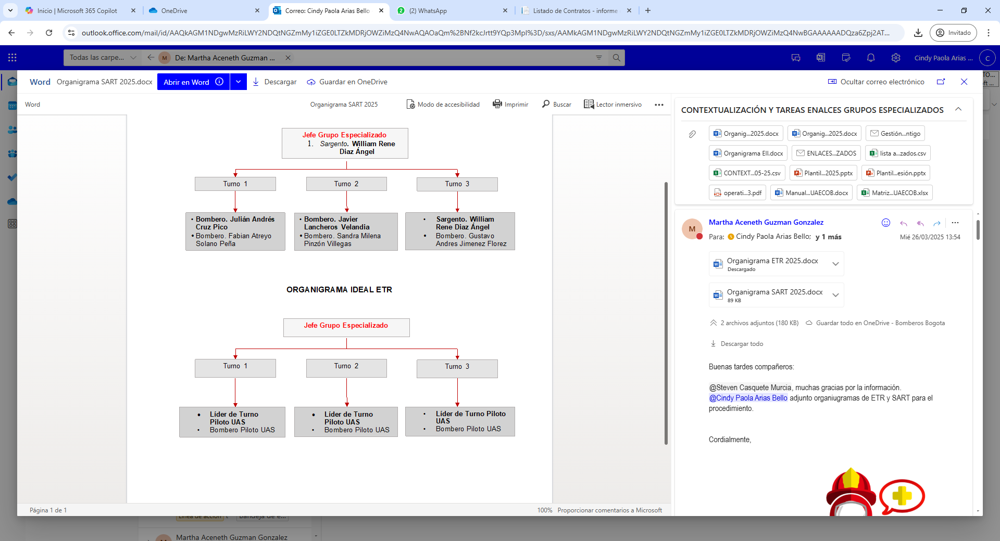 Inicio | Microsoft 365 Copilot
OneDrive
Correo: Cindy Paola Arias Bello
(2) WhatsApp
Listado de Contratos - informe
outlook.office.com/mail/id/AAQkAGM1NDgwMzRiLWY2NDQtNGZmMy1iZGE0LTZkMDRjOWZiMzQ4NwAQAOaQm%2BNf2kcJrtt9YQp3MpI%3D/sxs/AAMkAGM1NDgwMzRiLWY2NDQtNGZmMy1iZGE0LTZkMDRjOWZiMzQ4NwBGAAAAAADQza6Zpj2AT...
Invitado
Todas las carpe...
M
De: Martha Aceneth Guzman ...
Cindy Paola Arias ...
C
Word
Organigrama SART 2025.docx
Abrir en Word
Descargar
Guardar en OneDrive
Ocultar correo electrónico
Word
Organigrama SART 2025
Modo de accesibilidad
Imprimir
Buscar
Lector inmersivo
Jefe Grupo Especializado
1. Sargento. William Rene
Diaz Ángel
Turno 1
Turno 2
Turno 3
• Bombero. Julián Andrés
Cruz Pico
• Bombero. Fabian Atreyo
Solano Peña
• Bombero. Javier
Lancheros Velandia
• Bombero. Sandra Milena
Pinzón Villegas
• Sargento. William
Rene Diaz Ángel
• Bombero. Gustavo
Andres Jimenez Florez
ORGANIGRAMA IDEAL ETR
Jefe Grupo Especializado
Turno 1
Turno 2
Turno 3
• Líder de Turno
Piloto UAS
• Bombero Piloto UAS
• Líder de Turno
Piloto UAS
• Bombero Piloto UAS
• Líder de Turno Piloto
UAS
• Bombero Piloto UAS
Página 1 de 1
100%
Proporcionar comentarios a Microsoft
CONTEXTUALIZACIÓN Y TAREAS ENALCES GRUPOS ESPECIALIZADOS
Organig...2025.docx
Organig...2025.docx
Gestión...ntigo
Organigrama EII.docx
ENLACES...ZADOS
lista a...zados.csv
CONTEXT...05-25.csv
Plantil...2025.pptx
Plantil...esión.pptx
operati...3.pdf
Manual...UAECOB.docx
Matriz...UAECOB.xlsx
M
Martha Aceneth Guzman Gonzalez
Para: Cindy Paola Arias Bello; y 1 más
Mié 26/03/2025 13:54
Organigrama ETR 2025.docx
Descargado
Organigrama SART 2025.docx
89 KB
2 archivos adjuntos (180 KB)
Guardar todo en OneDrive - Bomberos Bogota
Descargar todo
Buenas tardes compañeros:
@Steven Casquete Murcia, muchas gracias por la información.
@Cindy Paola Arias Bello adjunto organiugramas de ETR y SART para el
procedimiento.
Cordialmente,
Martha Aceneth Guzman Gonzalez